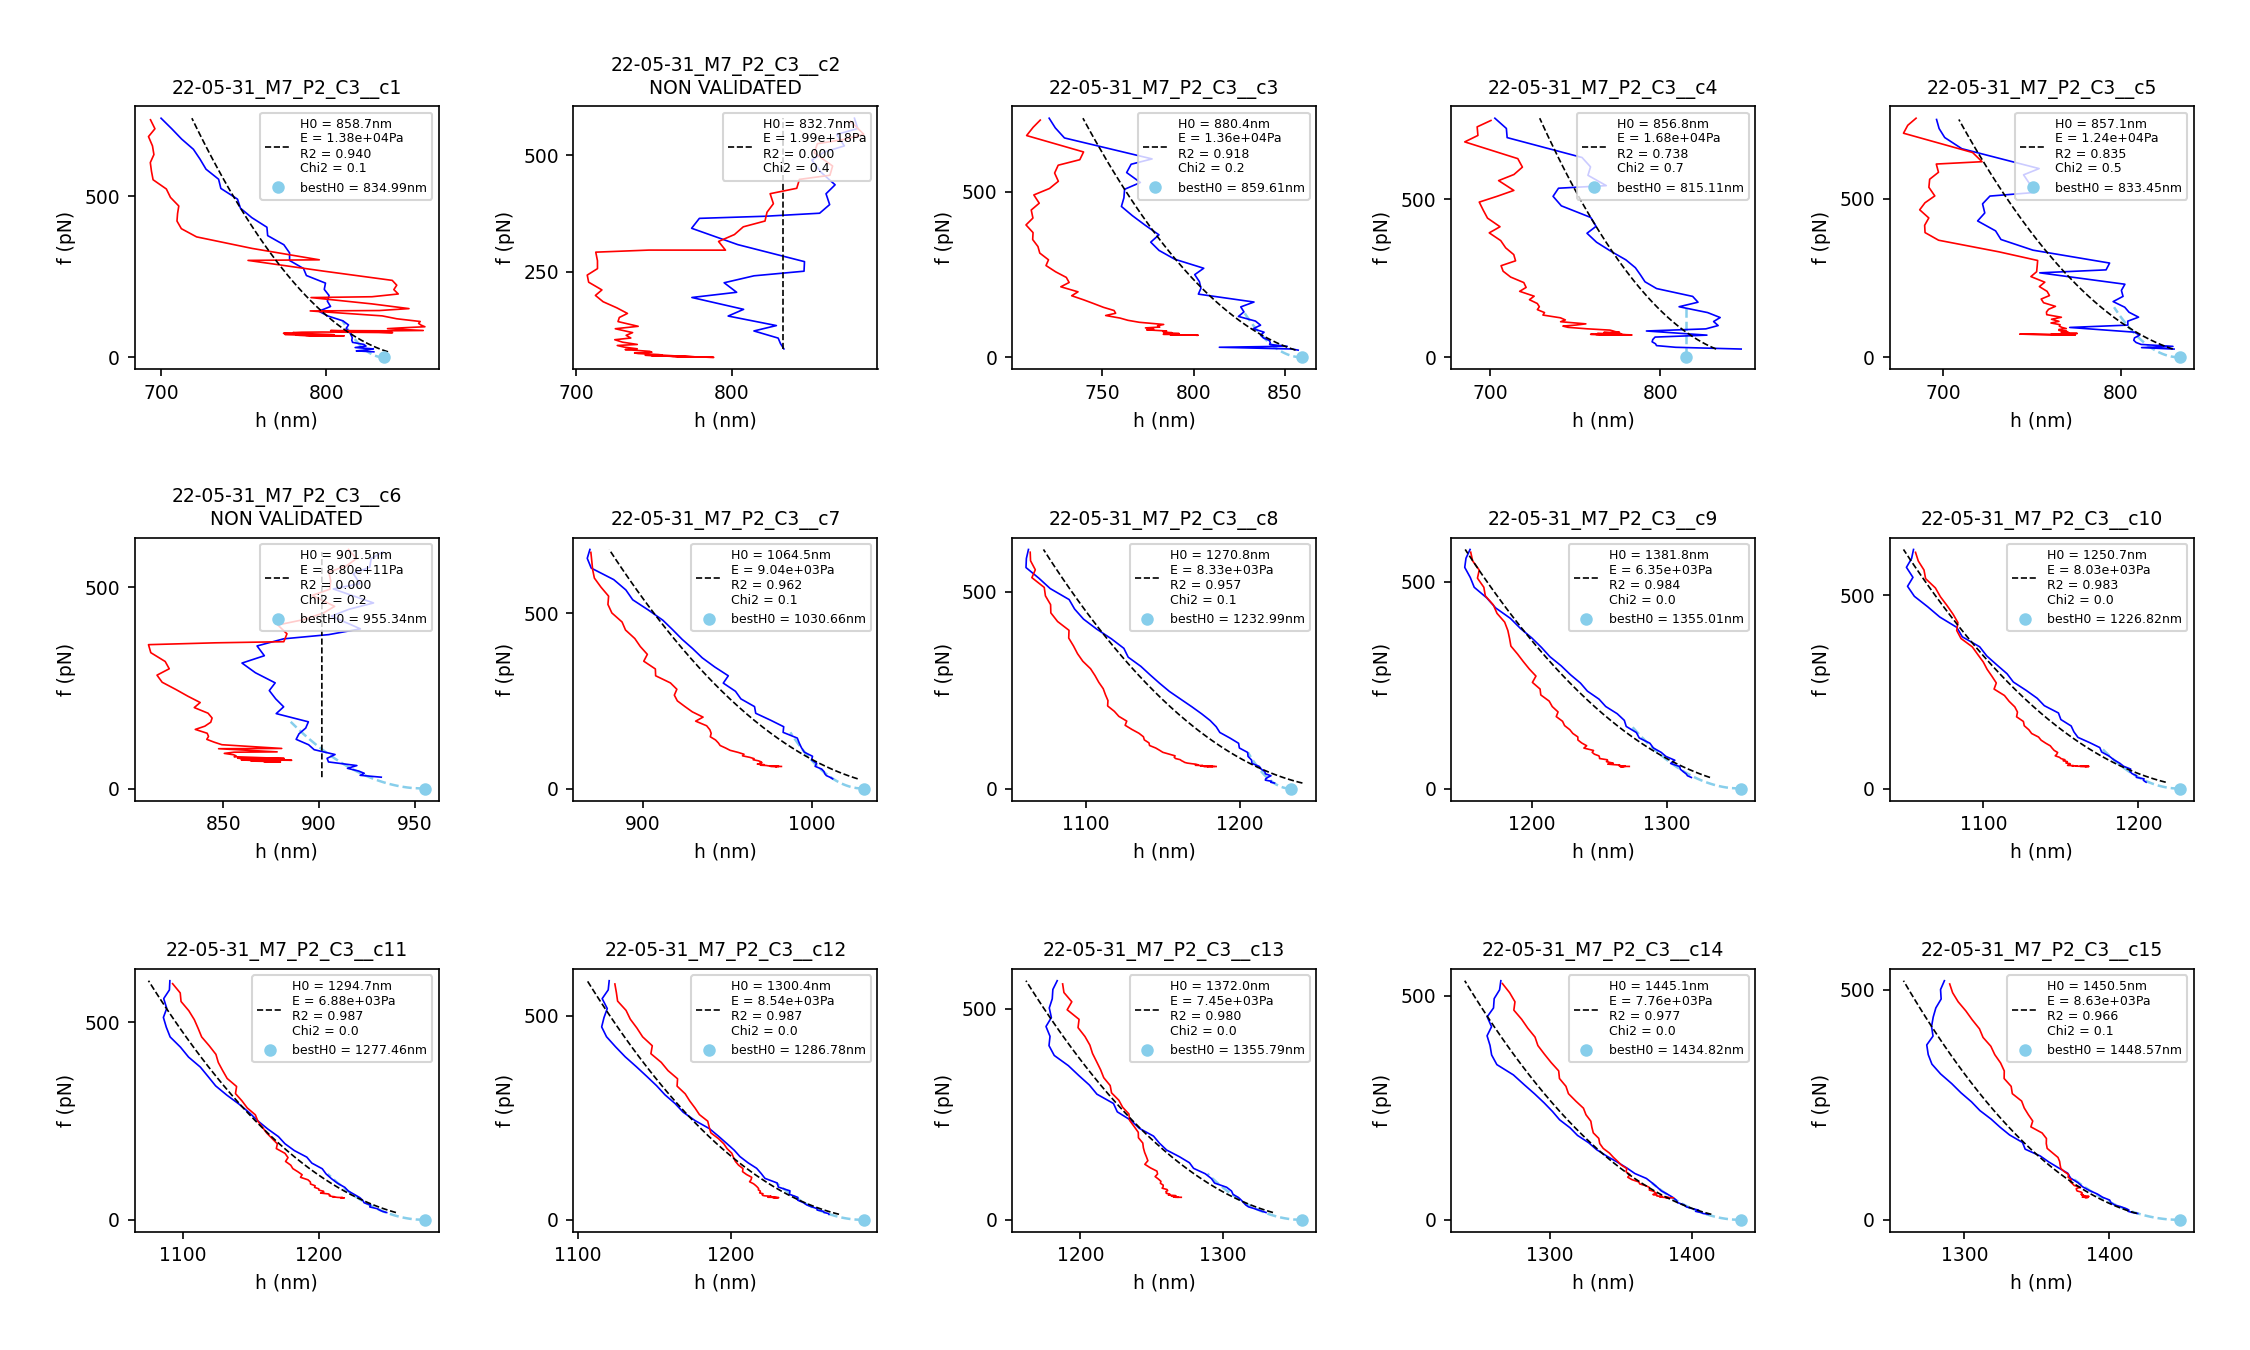 22-05-31_M7_P2_C3__c1
H0 = 858.7nm
E = 1.38e+04Pa
R2 = 0.940
Chi2 = 0.1
bestH0 = 834.99nm
f (pN)
500
0
700
800
h (nm)
22-05-31_M7_P2_C3__c2
NON VALIDATED
H0 = 832.7nm
E = 1.99e+18Pa
R2 = 0.000
Chi2 = 0.4
f (pN)
500
250
700
800
h (nm)
22-05-31_M7_P2_C3__c3
H0 = 880.4nm
E = 1.36e+04Pa
R2 = 0.918
Chi2 = 0.2
bestH0 = 859.61nm
f (pN)
500
0
750
800
850
h (nm)
22-05-31_M7_P2_C3__c4
H0 = 856.8nm
E = 1.68e+04Pa
R2 = 0.738
Chi2 = 0.7
bestH0 = 815.11nm
f (pN)
500
0
700
800
h (nm)
22-05-31_M7_P2_C3__c5
H0 = 857.1nm
E = 1.24e+04Pa
R2 = 0.835
Chi2 = 0.5
bestH0 = 833.45nm
f (pN)
500
0
700
800
h (nm)
22-05-31_M7_P2_C3__c6
NON VALIDATED
H0 = 901.5nm
E = 8.80e+11Pa
R2 = 0.000
Chi2 = 0.2
bestH0 = 955.34nm
f (pN)
500
0
850
900
950
h (nm)
22-05-31_M7_P2_C3__c7
H0 = 1064.5nm
E = 9.04e+03Pa
R2 = 0.962
Chi2 = 0.1
bestH0 = 1030.66nm
f (pN)
500
0
900
1000
h (nm)
22-05-31_M7_P2_C3__c8
H0 = 1270.8nm
E = 8.33e+03Pa
R2 = 0.957
Chi2 = 0.1
bestH0 = 1232.99nm
f (pN)
500
0
1100
1200
h (nm)
22-05-31_M7_P2_C3__c9
H0 = 1381.8nm
E = 6.35e+03Pa
R2 = 0.984
Chi2 = 0.0
bestH0 = 1355.01nm
f (pN)
500
0
1200
1300
h (nm)
22-05-31_M7_P2_C3__c10
H0 = 1250.7nm
E = 8.03e+03Pa
R2 = 0.983
Chi2 = 0.0
bestH0 = 1226.82nm
f (pN)
500
0
1100
1200
h (nm)
22-05-31_M7_P2_C3__c11
H0 = 1294.7nm
E = 6.88e+03Pa
R2 = 0.987
Chi2 = 0.0
bestH0 = 1277.46nm
f (pN)
500
0
1100
1200
h (nm)
22-05-31_M7_P2_C3__c12
H0 = 1300.4nm
E = 8.54e+03Pa
R2 = 0.987
Chi2 = 0.0
bestH0 = 1286.78nm
f (pN)
500
0
1100
1200
h (nm)
22-05-31_M7_P2_C3__c13
H0 = 1372.0nm
E = 7.45e+03Pa
R2 = 0.980
Chi2 = 0.0
bestH0 = 1355.79nm
f (pN)
500
0
1200
1300
h (nm)
22-05-31_M7_P2_C3__c14
H0 = 1445.1nm
E = 7.76e+03Pa
R2 = 0.977
Chi2 = 0.0
bestH0 = 1434.82nm
f (pN)
500
0
1300
1400
h (nm)
22-05-31_M7_P2_C3__c15
H0 = 1450.5nm
E = 8.63e+03Pa
R2 = 0.966
Chi2 = 0.1
bestH0 = 1448.57nm
f (pN)
500
0
1300
1400
h (nm)